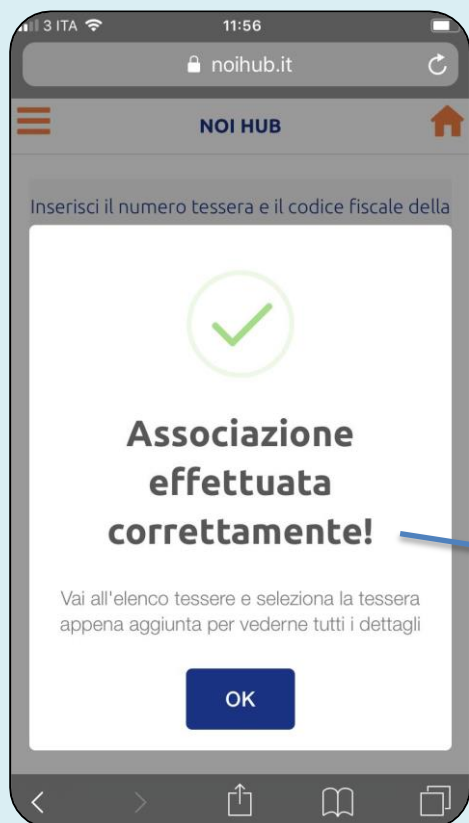 3 ITA 11:56
noihub.it
NOI HUB
Inserisci il numero tessera e il codice fiscale della
Associazione
effettuata
correttamente!
Vai all'elenco tessere e seleziona la tessera
appena aggiunta per vederne tutti i dettagli
OK